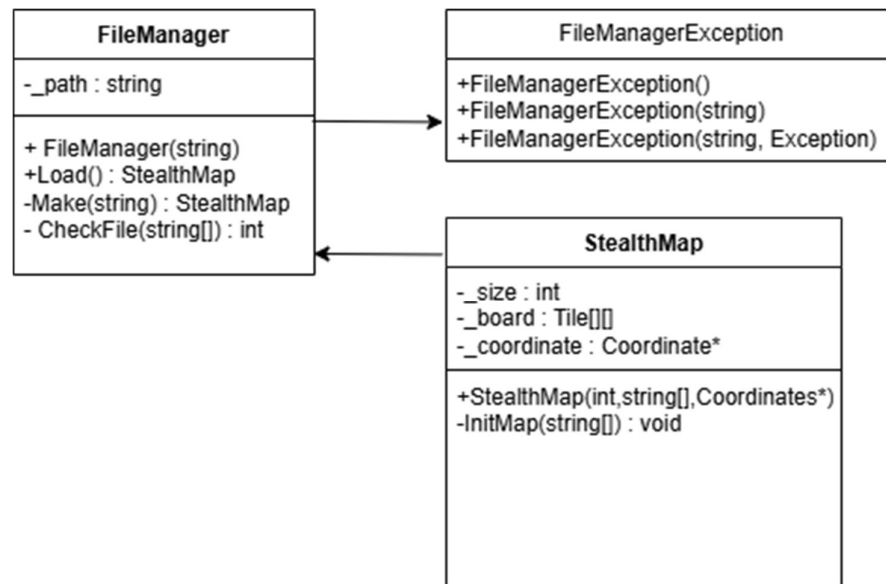 FileManager
-_path : string
+ FileManager(string)
+Load() : StealthMap
-Make(string) : StealthMap
- CheckFile(string[]) : int
FileManagerException
+FileManagerException()
+FileManagerException(string)
+FileManagerException(string, Exception)
StealthMap
-_size : int
-_board : Tile[][]
-_coordinate : Coordinate*
+StealthMap(int,string[],Coordinates*)
-InitMap(string[]) : void